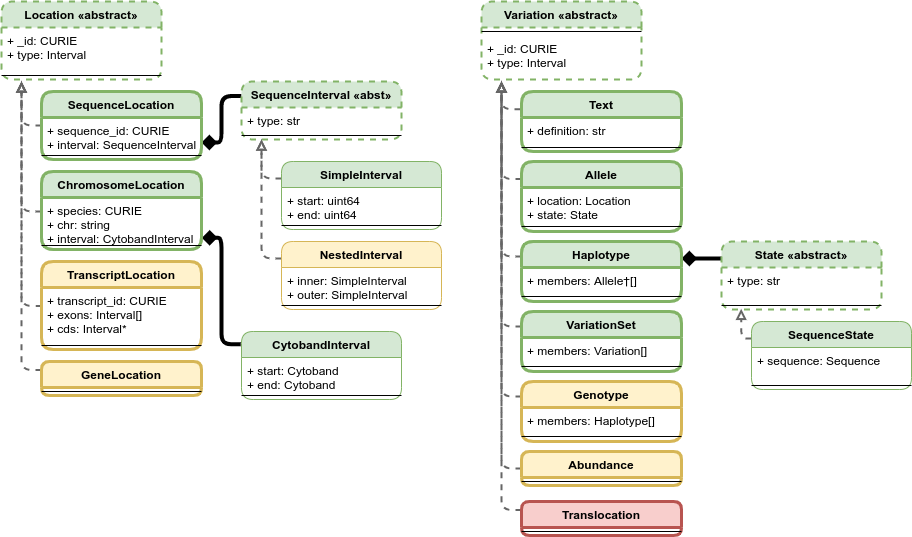 Location «abstract»
+ _id: CURIE
+ type: Interval
SequenceLocation
+ sequence_id: CURIE
+ interval: SequenceInterval
ChromosomeLocation
+ species: CURIE
+ chr: string
+ interval: CytobandInterval
TranscriptLocation
+ transcript_id: CURIE
+ exons: Interval[]
+ cds: Interval*
GeneLocation
SequenceInterval «abst»
+ type: str
SimpleInterval
+ start: uint64
+ end: uint64
NestedInterval
+ inner: SimpleInterval
+ outer: SimpleInterval
CytobandInterval
+ start: Cytoband
+ end: Cytoband
Variation «abstract»
+ _id: CURIE
+ type: Interval
Text
+ definition: str
Allele
+ location: Location
+ state: State
Haplotype
+ members: Allele†[]
VariationSet
+ members: Variation[]
Genotype
+ members: Haplotype[]
Abundance
Translocation
State «abstract»
+ type: str
SequenceState
+ sequence: Sequence